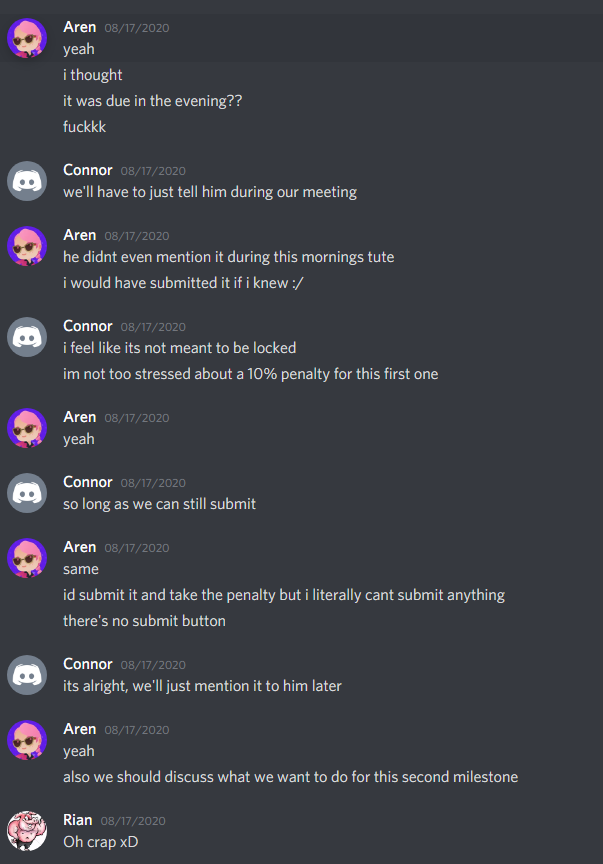 Aren 08/17/2020
yeah
i thought
it was due in the evening??
fuckkk
Connor 08/17/2020
we'll have to just tell him during our meeting
Aren 08/17/2020
he didnt even mention it during this mornings tute
i would have submitted it if i knew :/
Connor 08/17/2020
i feel like its not meant to be locked
im not too stressed about a 10% penalty for this first one
Aren 08/17/2020
yeah
Connor 08/17/2020
so long as we can still submit
Aren 08/17/2020
same
id submit it and take the penalty but i literally cant submit anything
there's no submit button
Connor 08/17/2020
its alright, we'll just mention it to him later
Aren 08/17/2020
yeah
also we should discuss what we want to do for this second milestone
Rian 08/17/2020
Oh crap xD